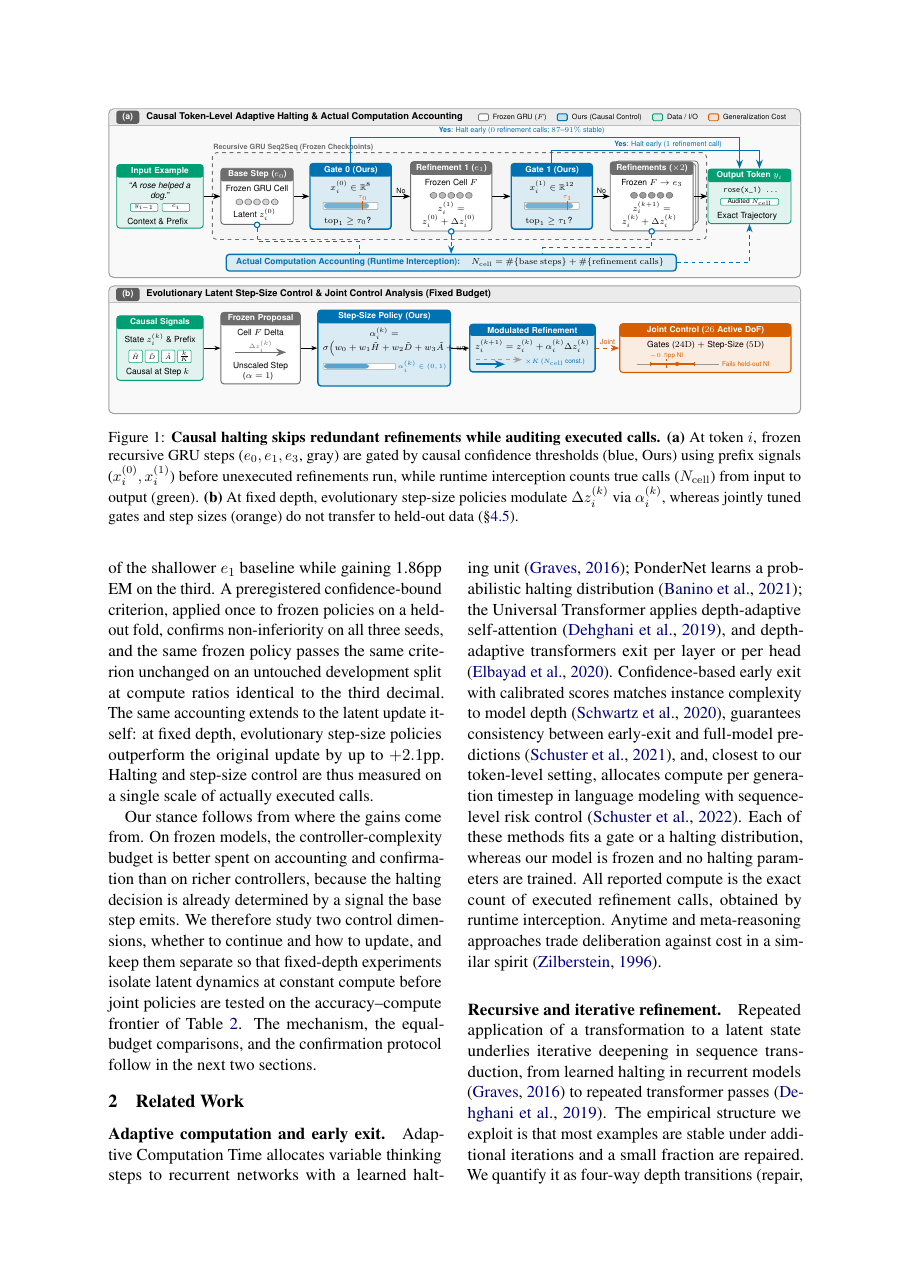 (a) Causal Token-Level Adaptive Halting & Actual Computation Accounting
Frozen GRU (F) Ours (Causal Control) Data / I/O Generalization Cost
Yes: Halt early (0 refinement calls; 87–91% stable)
Yes: Halt early (1 refinement call)
Recursive GRU Seq2Seq (Frozen Checkpoints)
Input Example
“A rose helped a
dog.”
y_{i−1} c_i
Context & Prefix
Base Step (e_0)
Frozen GRU Cell
Latent z_i^{(0)}
Gate 0 (Ours)
x_i^{(0)} ∈ ℝ^8
τ_0
top_1 ≥ τ_0?
No
Refinement 1 (e_1)
Frozen Cell F
z_i^{(1)} =
z_i^{(0)} + Δz_i^{(0)}
Gate 1 (Ours)
x_i^{(1)} ∈ ℝ^{12}
τ_1
top_1 ≥ τ_1?
No
Refinements (×2)
Frozen F → e_3
z_i^{(k+1)} =
z_i^{(k)} + Δz_i^{(k)}
Output Token y_i
rose(x_1) ...
Audited N_cell
Exact Trajectory
Actual Computation Accounting (Runtime Interception): N_cell = #{base steps} + #{refinement calls}
(b) Evolutionary Latent Step-Size Control & Joint Control Analysis (Fixed Budget)
Causal Signals
State z_i^{(k)} & Prefix
H̄ D̄ Ā k/K
Causal at Step k
Frozen Proposal
Cell F Delta
Δz_i^{(k)}
Unscaled Step
(α = 1)
Step-Size Policy (Ours)
α_i^{(k)} =
σ(w_0 + w_1H̄ + w_2D̄ + w_3Ā +
α_i^{(k)} ∈ (0, 1)
Modulated Refinement
z_i^{(k+1)} = z_i^{(k)} + α_i^{(k)} Δz_i^{(k)}
×K (N_cell const.)
Joint
Joint Control (26 Active DoF)
Gates (24D) + Step-Size (5D)
−0.5pp NI
Fails held-out NI
Figure 1: Causal halting skips redundant refinements while auditing executed calls. (a) At token i, frozen
recursive GRU steps (e_0, e_1, e_3, gray) are gated by causal confidence thresholds (blue, Ours) using prefix signals
(x_i^{(0)}, x_i^{(1)}) before unexecuted refinements run, while runtime interception counts true calls (N_cell) from input to
output (green). (b) At fixed depth, evolutionary step-size policies modulate Δz_i^{(k)} via α_i^{(k)}, whereas jointly tuned
gates and step sizes (orange) do not transfer to held-out data (§4.5).
of the shallower e_1 baseline while gaining 1.86pp
EM on the third. A preregistered confidence-bound
criterion, applied once to frozen policies on a held-
out fold, confirms non-inferiority on all three seeds,
and the same frozen policy passes the same crite-
rion unchanged on an untouched development split
at compute ratios identical to the third decimal.
The same accounting extends to the latent update it-
self: at fixed depth, evolutionary step-size policies
outperform the original update by up to +2.1pp.
Halting and step-size control are thus measured on
a single scale of actually executed calls.
Our stance follows from where the gains come
from. On frozen models, the controller-complexity
budget is better spent on accounting and confirma-
tion than on richer controllers, because the halting
decision is already determined by a signal the base
step emits. We therefore study two control dimen-
sions, whether to continue and how to update, and
keep them separate so that fixed-depth experiments
isolate latent dynamics at constant compute before
joint policies are tested on the accuracy–compute
frontier of Table 2. The mechanism, the equal-
budget comparisons, and the confirmation protocol
follow in the next two sections.
2 Related Work
Adaptive computation and early exit. Adap-
tive Computation Time allocates variable thinking
steps to recurrent networks with a learned halt-
ing unit (Graves, 2016); PonderNet learns a prob-
abilistic halting distribution (Banino et al., 2021);
the Universal Transformer applies depth-adaptive
self-attention (Dehghani et al., 2019), and depth-
adaptive transformers exit per layer or per head
(Elbayad et al., 2020). Confidence-based early exit
with calibrated scores matches instance complexity
to model depth (Schwartz et al., 2020), guarantees
consistency between early-exit and full-model pre-
dictions (Schuster et al., 2021), and, closest to our
token-level setting, allocates compute per genera-
tion timestep in language modeling with sequence-
level risk control (Schuster et al., 2022). Each of
these methods fits a gate or a halting distribution,
whereas our model is frozen and no halting param-
eters are trained. All reported compute is the exact
count of executed refinement calls, obtained by
runtime interception. Anytime and meta-reasoning
approaches trade deliberation against cost in a sim-
ilar spirit (Zilberstein, 1996).
Recursive and iterative refinement. Repeated
application of a transformation to a latent state
underlies iterative deepening in sequence trans-
duction, from learned halting in recurrent models
(Graves, 2016) to repeated transformer passes (De-
hghani et al., 2019). The empirical structure we
exploit is that most examples are stable under addi-
tional iterations and a small fraction are repaired.
We quantify it as four-way depth transitions (repair,